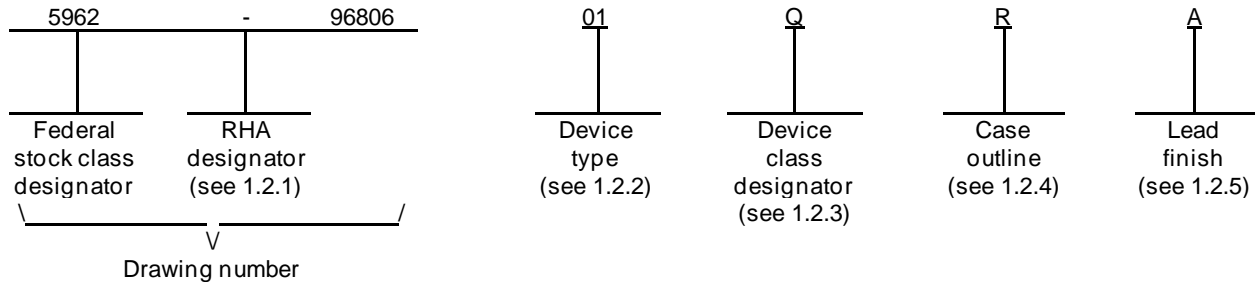 5962 - 96806 01 Q R A
Federal stock class designator
RHA designator (see 1.2.1)
Device type (see 1.2.2)
Device class designator (see 1.2.3)
Case outline (see 1.2.4)
Lead finish (see 1.2.5)
Drawing number